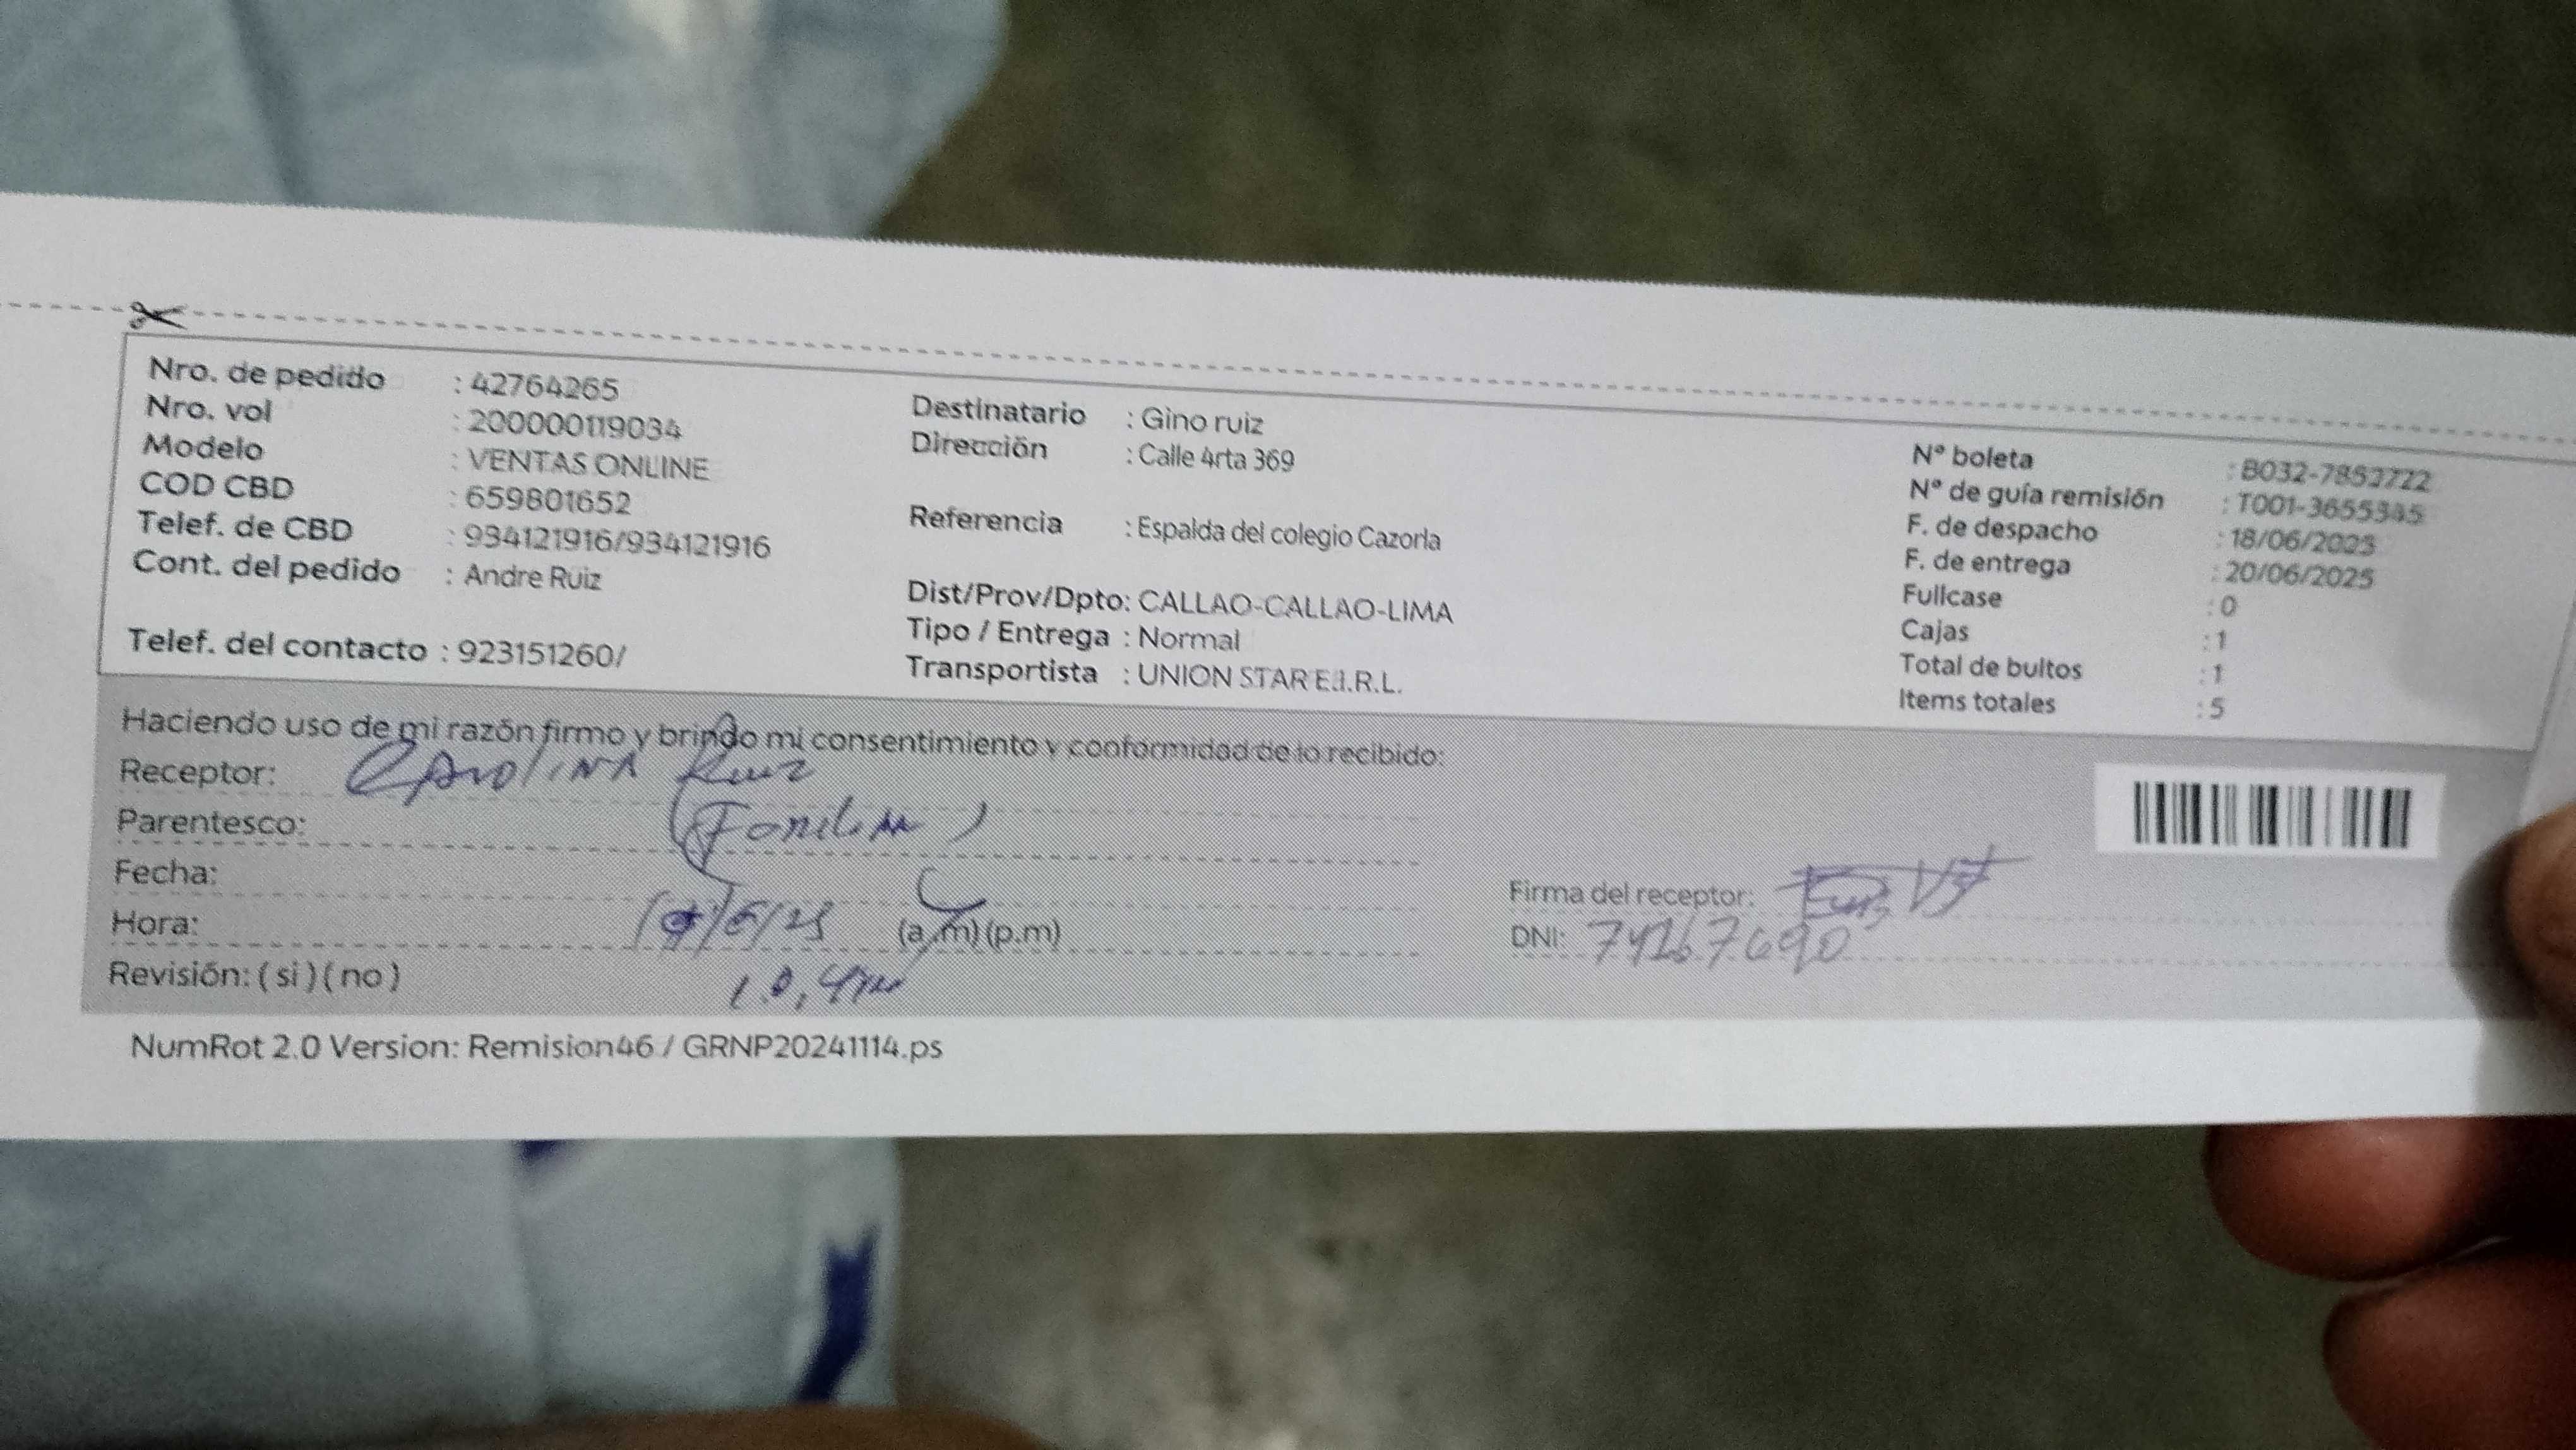 Nro. de pedido : 42764265
Nro. vol : 200000119034
Modelo : VENTAS ONLINE
COD CBD : 659801652
Telef. de CBD : 934121916/934121916
Cont. del pedido : Andre Ruiz
Telef. del contacto : 923151260/
Destinatario : Gino ruiz
Dirección : Calle 4rta 369
Referencia : Espalda del colegio Cazorla
Dist/Prov/Dpto: CALLAO-CALLAO-LIMA
Tipo / Entrega : Normal
Transportista : UNION STAR E.I.R.L.
N° boleta : B032-7852722
N° de guía remisión : T001-3655345
F. de despacho : 18/06/2025
F. de entrega : 20/06/2025
Fullcase : 0
Cajas : 1
Total de bultos : 1
Items totales : 5
Haciendo uso de mi razón firmo y brindo mi consentimiento y conformidad de lo recibido:
Receptor: Carolina Ruiz
Parentesco:
Fecha:
Hora: (a.m) (p.m)
Revisión: ( si ) ( no )
Firma del receptor:
DNI: 74267690
NumRot 2.0 Version: Remision46 / GRNP20241114.ps